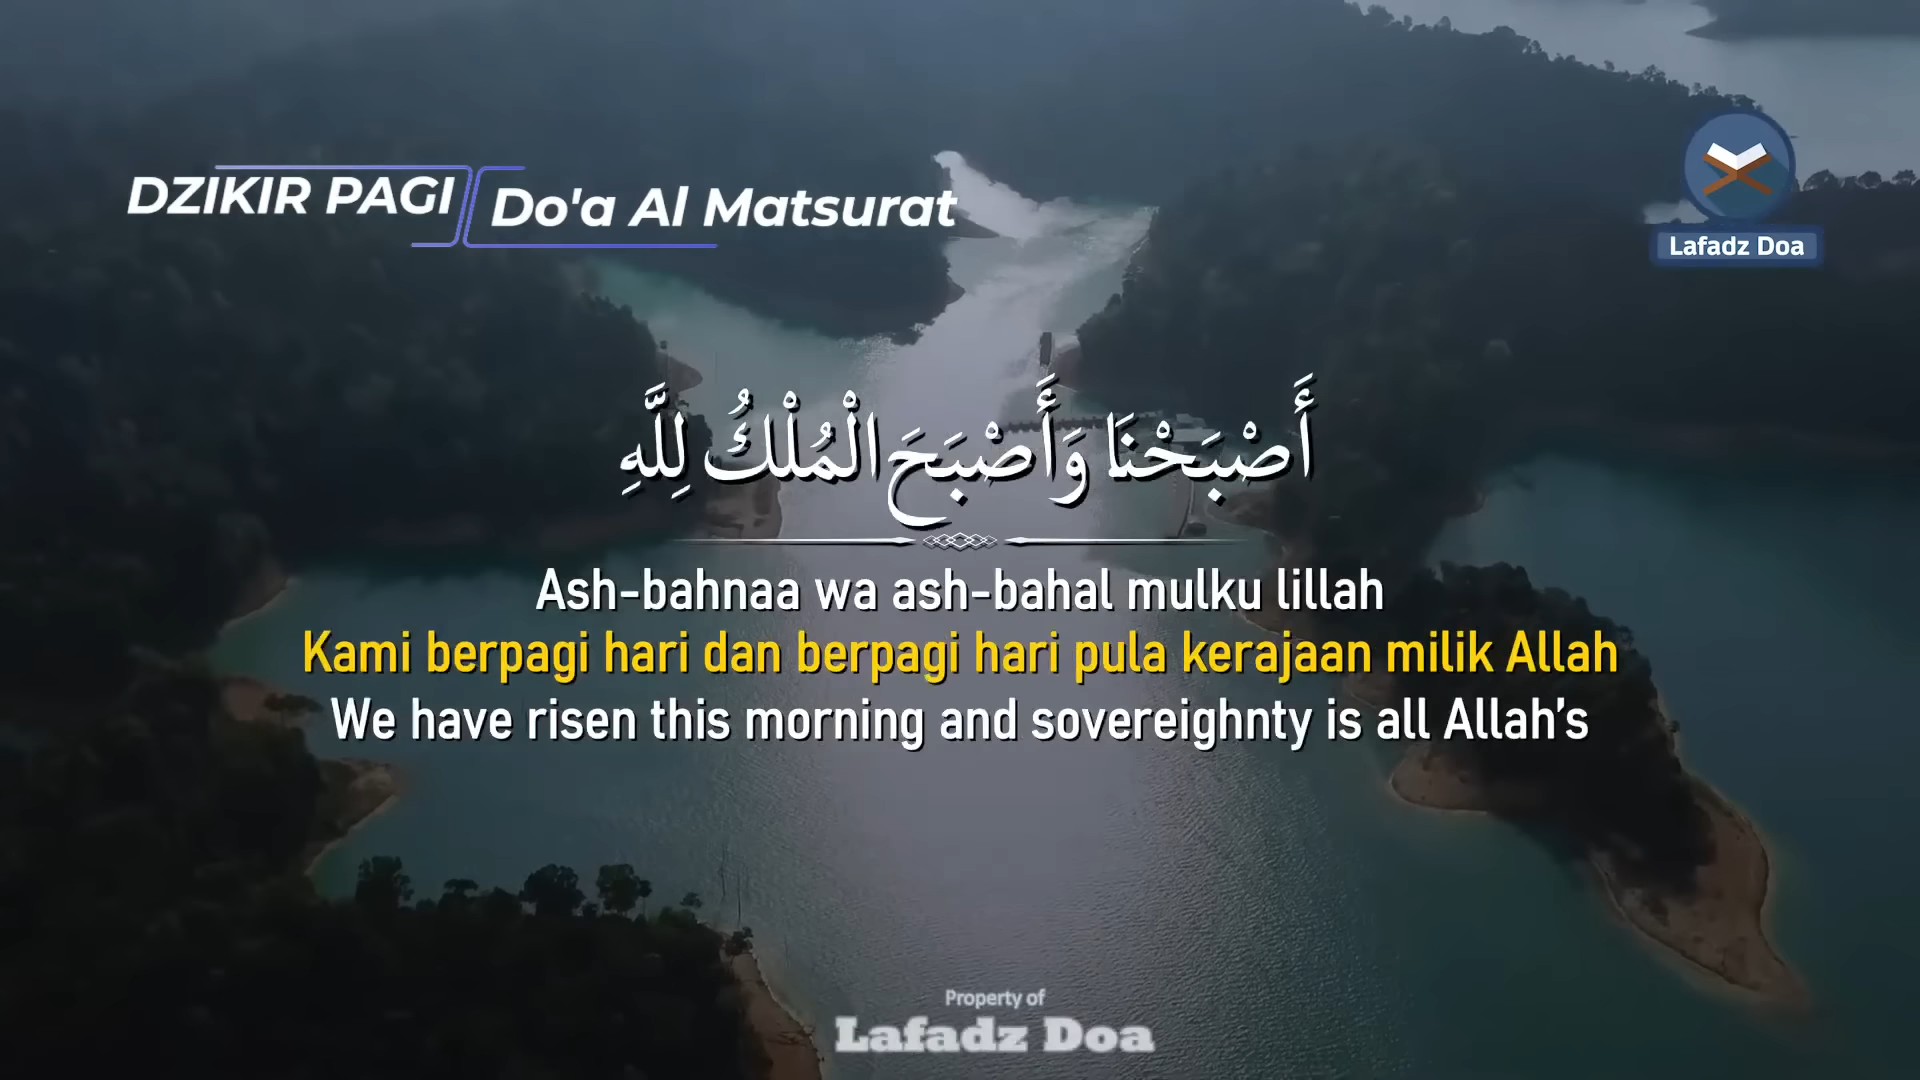 DZIKIR PAGI
Do'a Al Matsurat
Lafadz Doa
أَصْبَحْنَا وَأَصْبَحَ الْمُلْكُ لِلَّهِ
Ash-bahnaa wa ash-bahal mulku lillah
Kami berpagi hari dan berpagi hari pula kerajaan milik Allah
We have risen this morning and sovereighnty is all Allah's
Property of
Lafadz Doa